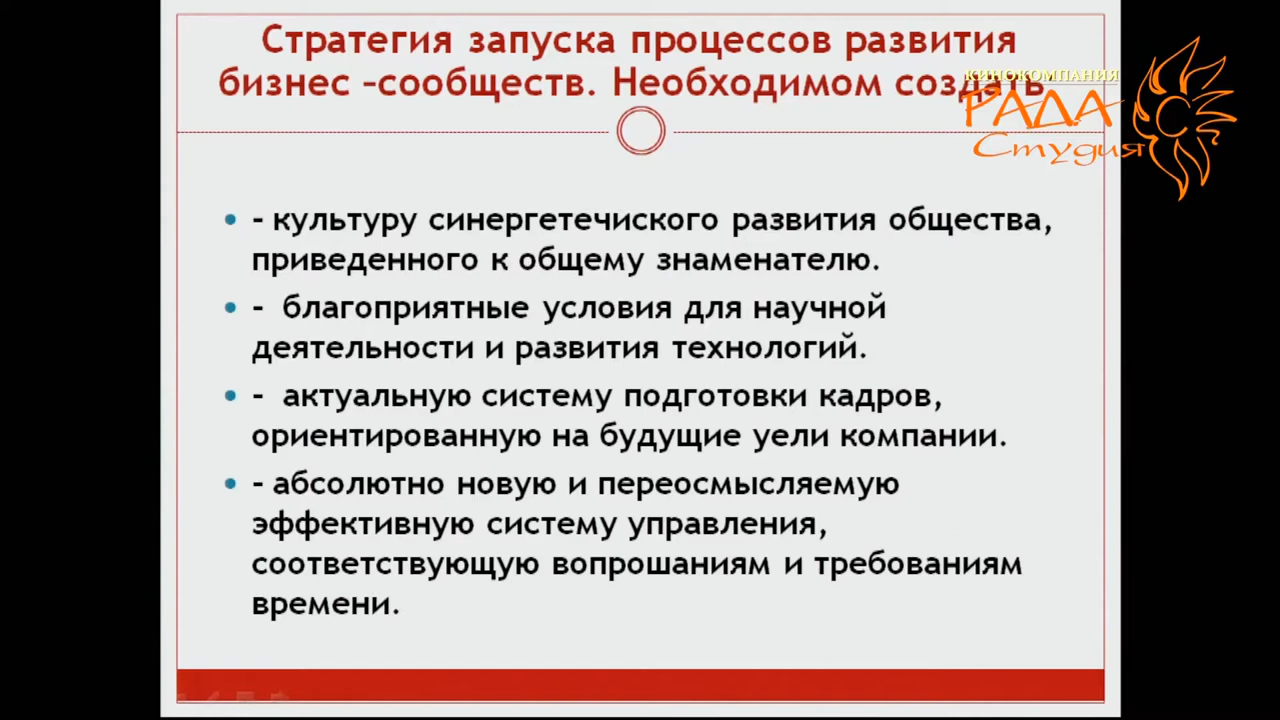 Стратегия запуска процессов развития
бизнес –сообществ. Необходимом создать
КИНОКОМПАНИЯ
РАДА
Студия
- культуру синергетечиского развития общества,
приведенного к общему знаменателю.
- благоприятные условия для научной
деятельности и развития технологий.
- актуальную систему подготовки кадров,
ориентированную на будущие уели компании.
- абсолютно новую и переосмысляемую
эффективную систему управления,
соответствующую вопрошаниям и требованиям
времени.